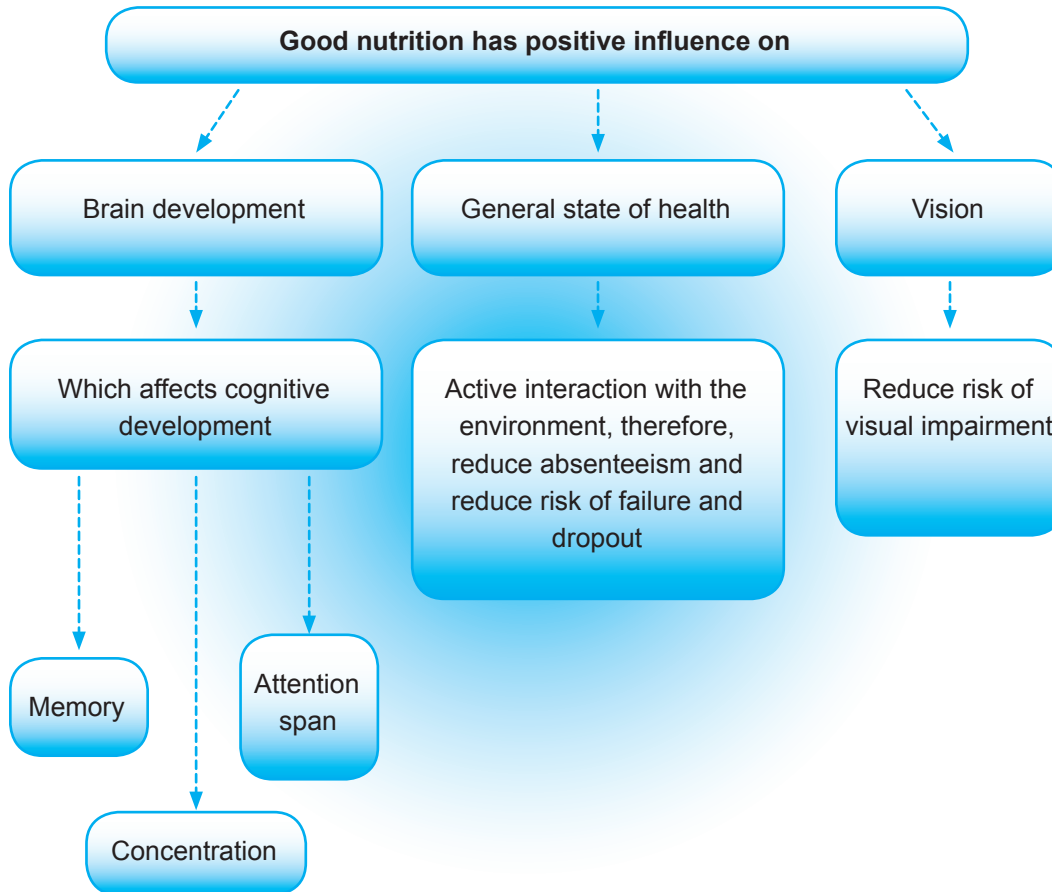 Good nutrition has positive influence on
Brain development
General state of health
Vision
Which affects cognitive
development
Active interaction with the
environment, therefore,
reduce absenteeism and
reduce risk of failure and
dropout
Reduce risk of
visual impairment
Memory
Attention
span
Concentration